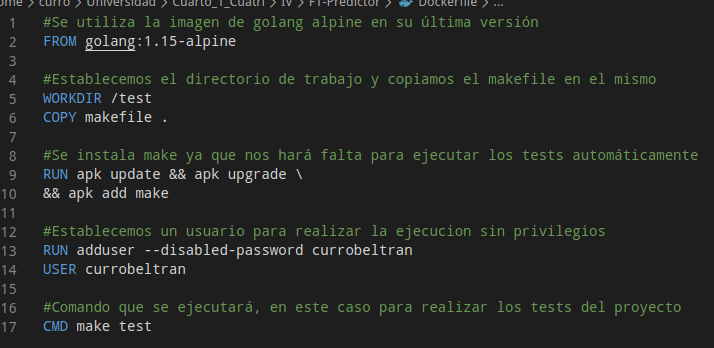 ome > curro > Universidad > Cuarto_1_Cuatri > IV > F1-Predictor > Dockerfile > ...
1 #Se utiliza la imagen de golang alpine en su última versión
2 FROM golang:1.15-alpine
3
4 #Establecemos el directorio de trabajo y copiamos el makefile en el mismo
5 WORKDIR /test
6 COPY makefile .
7
8 #Se instala make ya que nos hará falta para ejecutar los tests automáticamente
9 RUN apk update && apk upgrade \
10 && apk add make
11
12 #Establecemos un usuario para realizar la ejecucion sin privilegios
13 RUN adduser --disabled-password currobeltran
14 USER currobeltran
15
16 #Comando que se ejecutará, en este caso para realizar los tests del proyecto
17 CMD make test